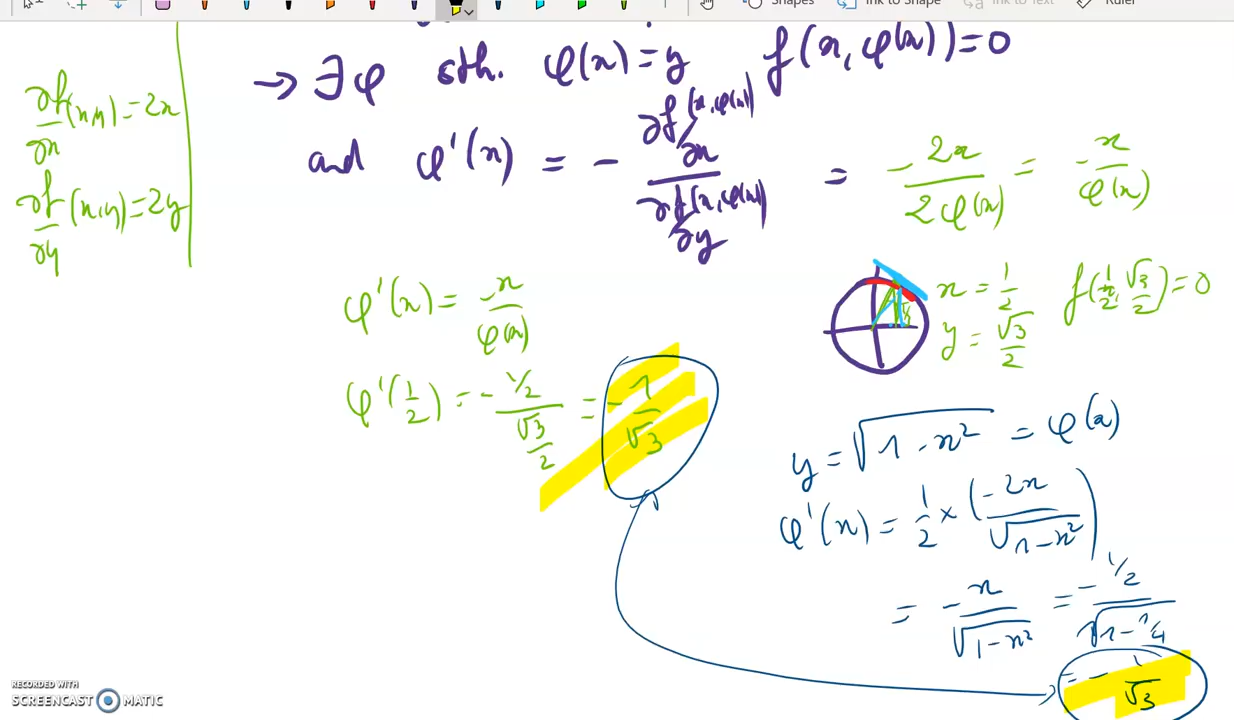 Shapes Ink to Shape Ink to Text Ruler
→ ∃φ sth. φ(x) = y f(x, φ(x)) = 0
∂f/∂x (x,y) = 2x
∂f/∂y (x,y) = 2y
and φ'(x) = - ∂f/∂x (x, φ(x)) / ∂f/∂y (x, φ(x)) = - 2x / 2φ(x) = - x / φ(x)
φ'(x) = -x / φ(x)
x = 1/2
y = √3/2
f(1/2, √3/2) = 0
φ'(1/2) = - 1/2 / √3/2 = - 1/√3
y = √(1 - x²) = φ(x)
φ'(x) = 1/2 × (-2x / √(1-x²))
= - x / √(1-x²) = - 1/2 / √(1-1/4)
= - 1/√3
RECORDED WITH
SCREENCAST MATIC